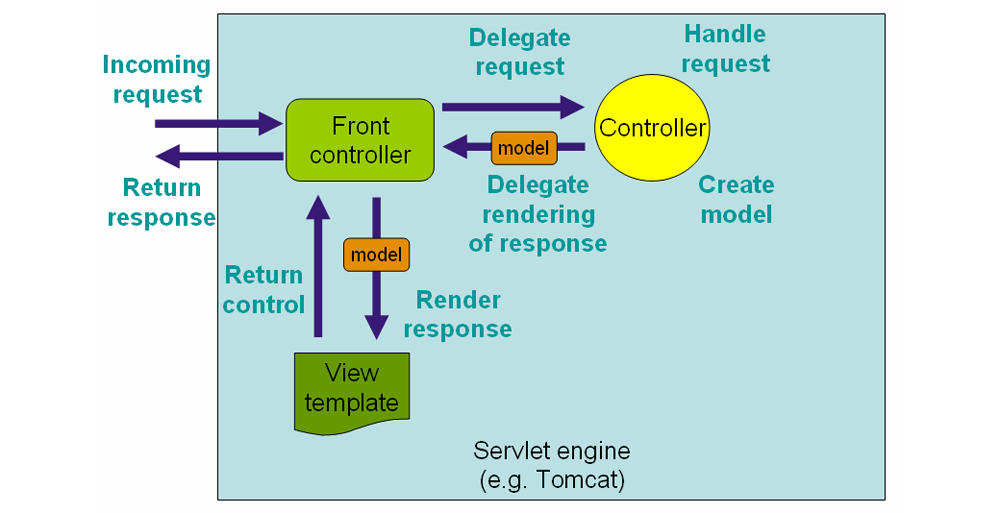 Incoming
request
Return
response
Front
controller
Delegate
request
Handle
request
Controller
model
Delegate
rendering
of response
Create
model
model
Return
control
Render
response
View
template
Servlet engine
(e.g. Tomcat)